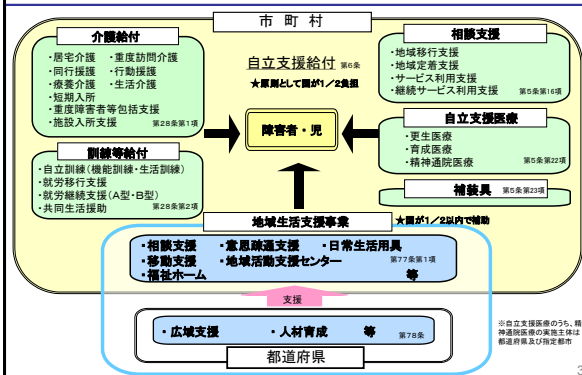 市 町 村
介護給付
・居宅介護 ・重度訪問介護
・同行援護 ・行動援護
・療養介護 ・生活介護
・短期入所
・重度障害者等包括支援
・施設入所支援 第28条第1項
自立支援給付 第6条
★原則として国が1/2負担
相談支援
・地域移行支援
・地域定着支援
・サービス利用支援
・継続サービス利用支援 第5条第16項
障害者・児
自立支援医療
・更生医療
・育成医療
・精神通院医療 第5条第22項
訓練等給付
・自立訓練(機能訓練・生活訓練)
・就労移行支援
・就労継続支援(A型・B型)
・共同生活援助 第28条第2項
補装具 第5条第23項
地域生活支援事業
★国が1/2以内で補助
・相談支援 ・意思疎通支援 ・日常生活用具
・移動支援 ・地域活動支援センター 第77条第1項
・福祉ホーム 等
支援
・広域支援 ・人材育成 等 第78条
都道府県
※自立支援医療のうち、精
神通院医療の実施主体は
都道府県及び指定都市
3